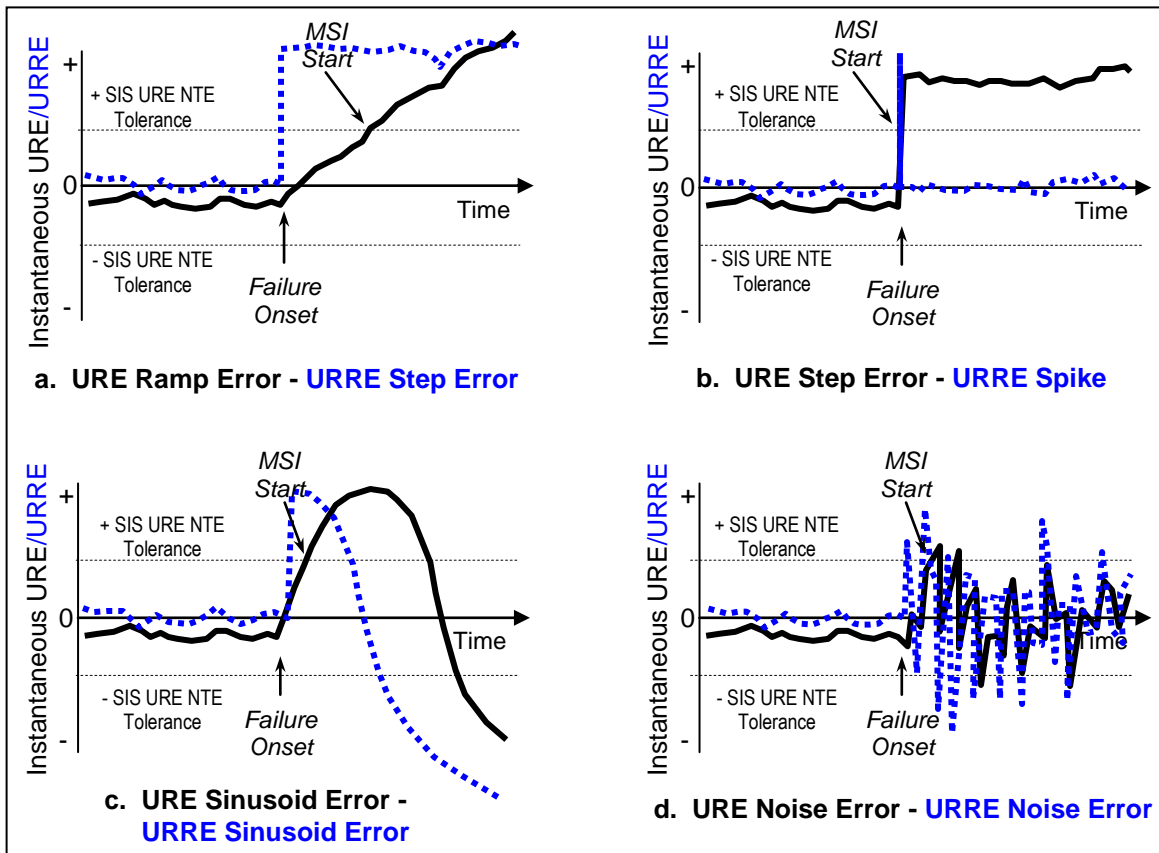 Instantaneous URE/URRE
+
MSI
Start
+ SIS URE NTE
Tolerance
0
Time
- SIS URE NTE
Tolerance
-
Failure
Onset
a. URE Ramp Error - URRE Step Error
Instantaneous URE/URRE
+
MSI
Start
+ SIS URE NTE
Tolerance
0
Time
- SIS URE NTE
Tolerance
-
Failure
Onset
b. URE Step Error - URRE Spike
Instantaneous URE/URRE
+
MSI
Start
+ SIS URE NTE
Tolerance
0
Time
- SIS URE NTE
Tolerance
-
Failure
Onset
c. URE Sinusoid Error -
URRE Sinusoid Error
Instantaneous URE/URRE
+
MSI
Start
+ SIS URE NTE
Tolerance
0
Time
- SIS URE NTE
Tolerance
-
Failure
Onset
d. URE Noise Error - URRE Noise Error